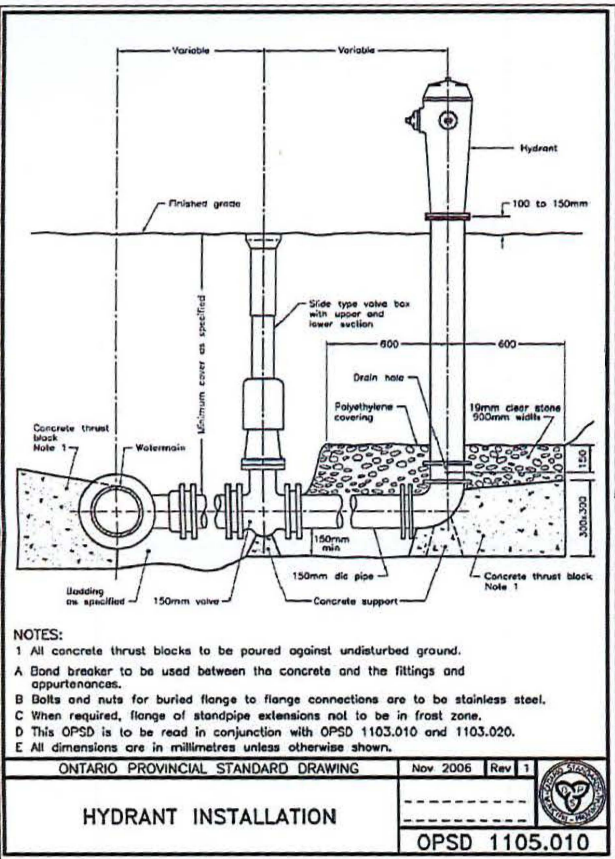 Variable
Variable
Hydrant
Finished grade
100 to 150mm
Minimum cover as specified
Slide type valve box
with upper and
lower suction
600
600
Drain hole
Polyethylene
covering
19mm clear stone
900mm width
Concrete thrust
block
Note 1
Watermain
150
300x300
150mm
min
150mm dia pipe
Concrete thrust block
Note 1
Bedding
as specified
150mm valve
Concrete support
NOTES:
1 All concrete thrust blocks to be poured against undisturbed ground.
A Bond breaker to be used between the concrete and the fittings and
appurtenances.
B Bolts and nuts for buried flange to flange connections are to be stainless steel.
C When required, flange of standpipe extensions not to be in frost zone.
D This OPSD is to be read in conjunction with OPSD 1103.010 and 1103.020.
E All dimensions are in millimetres unless otherwise shown.
ONTARIO PROVINCIAL STANDARD DRAWING
Nov 2006
Rev
1
HYDRANT INSTALLATION
OPSD 1105.010